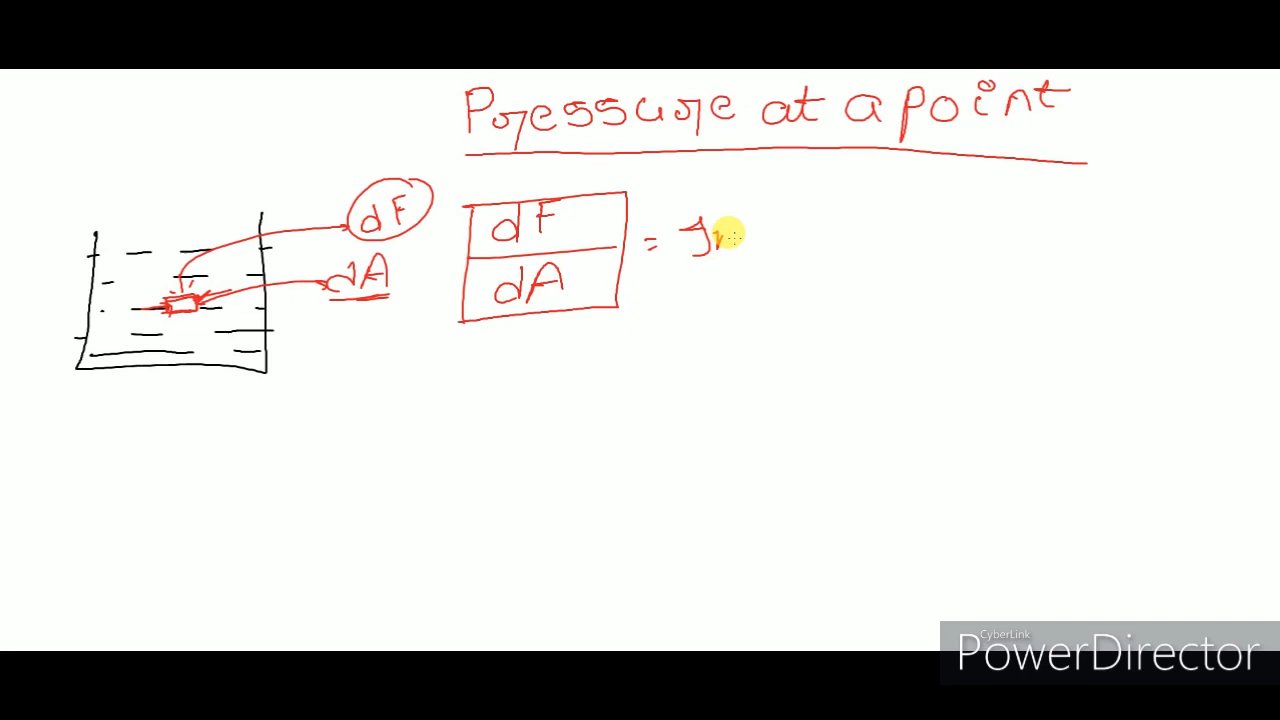 Pressure at a point
dF
dA
dF
dA
=
CyberLink
PowerDirector